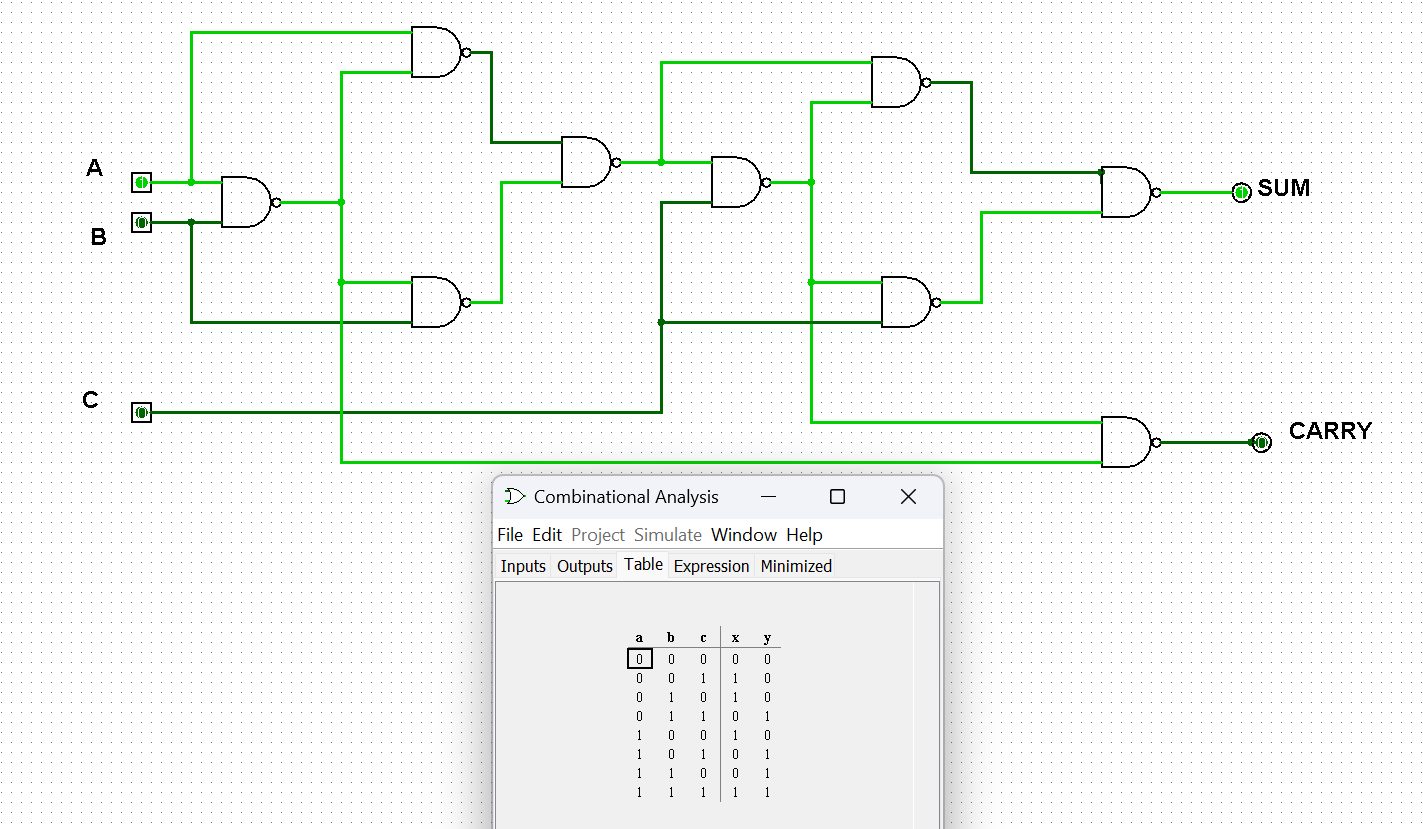 A
B
C
SUM
CARRY
Combinational Analysis
File Edit Project Simulate Window Help
Inputs Outputs Table Expression Minimized
a b c x y
0 0 0 0 0
0 0 1 1 0
0 1 0 1 0
0 1 1 0 1
1 0 0 1 0
1 0 1 0 1
1 1 0 0 1
1 1 1 1 1